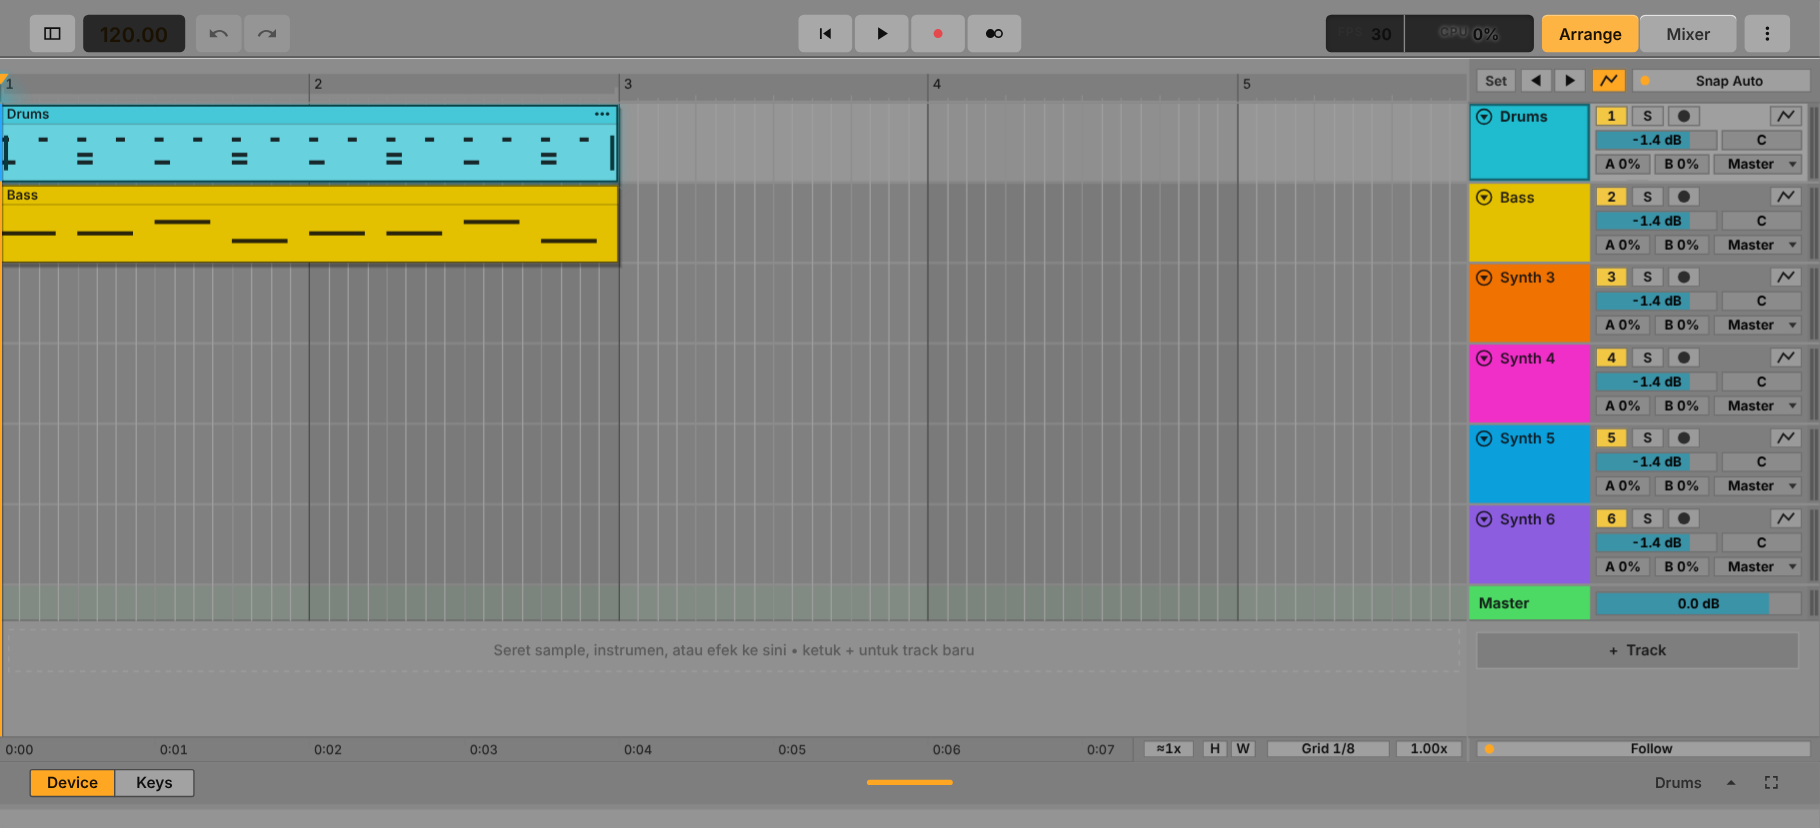 120.00
FPS 30 CPU 0% Arrange Mixer
1 2 3 4 5
Set Snap Auto
Drums
Bass
Drums 1 S
-1.4 dB C
A 0% B 0% Master
Bass 2 S
-1.4 dB C
A 0% B 0% Master
Synth 3 3 S
-1.4 dB C
A 0% B 0% Master
Synth 4 4 S
-1.4 dB C
A 0% B 0% Master
Synth 5 5 S
-1.4 dB C
A 0% B 0% Master
Synth 6 6 S
-1.4 dB C
A 0% B 0% Master
Master 0.0 dB
Seret sample, instrumen, atau efek ke sini • ketuk + untuk track baru
+ Track
0:00 0:01 0:02 0:03 0:04 0:05 0:06 0:07 ≈1x H W Grid 1/8 1.00x Follow
Device Keys Drums